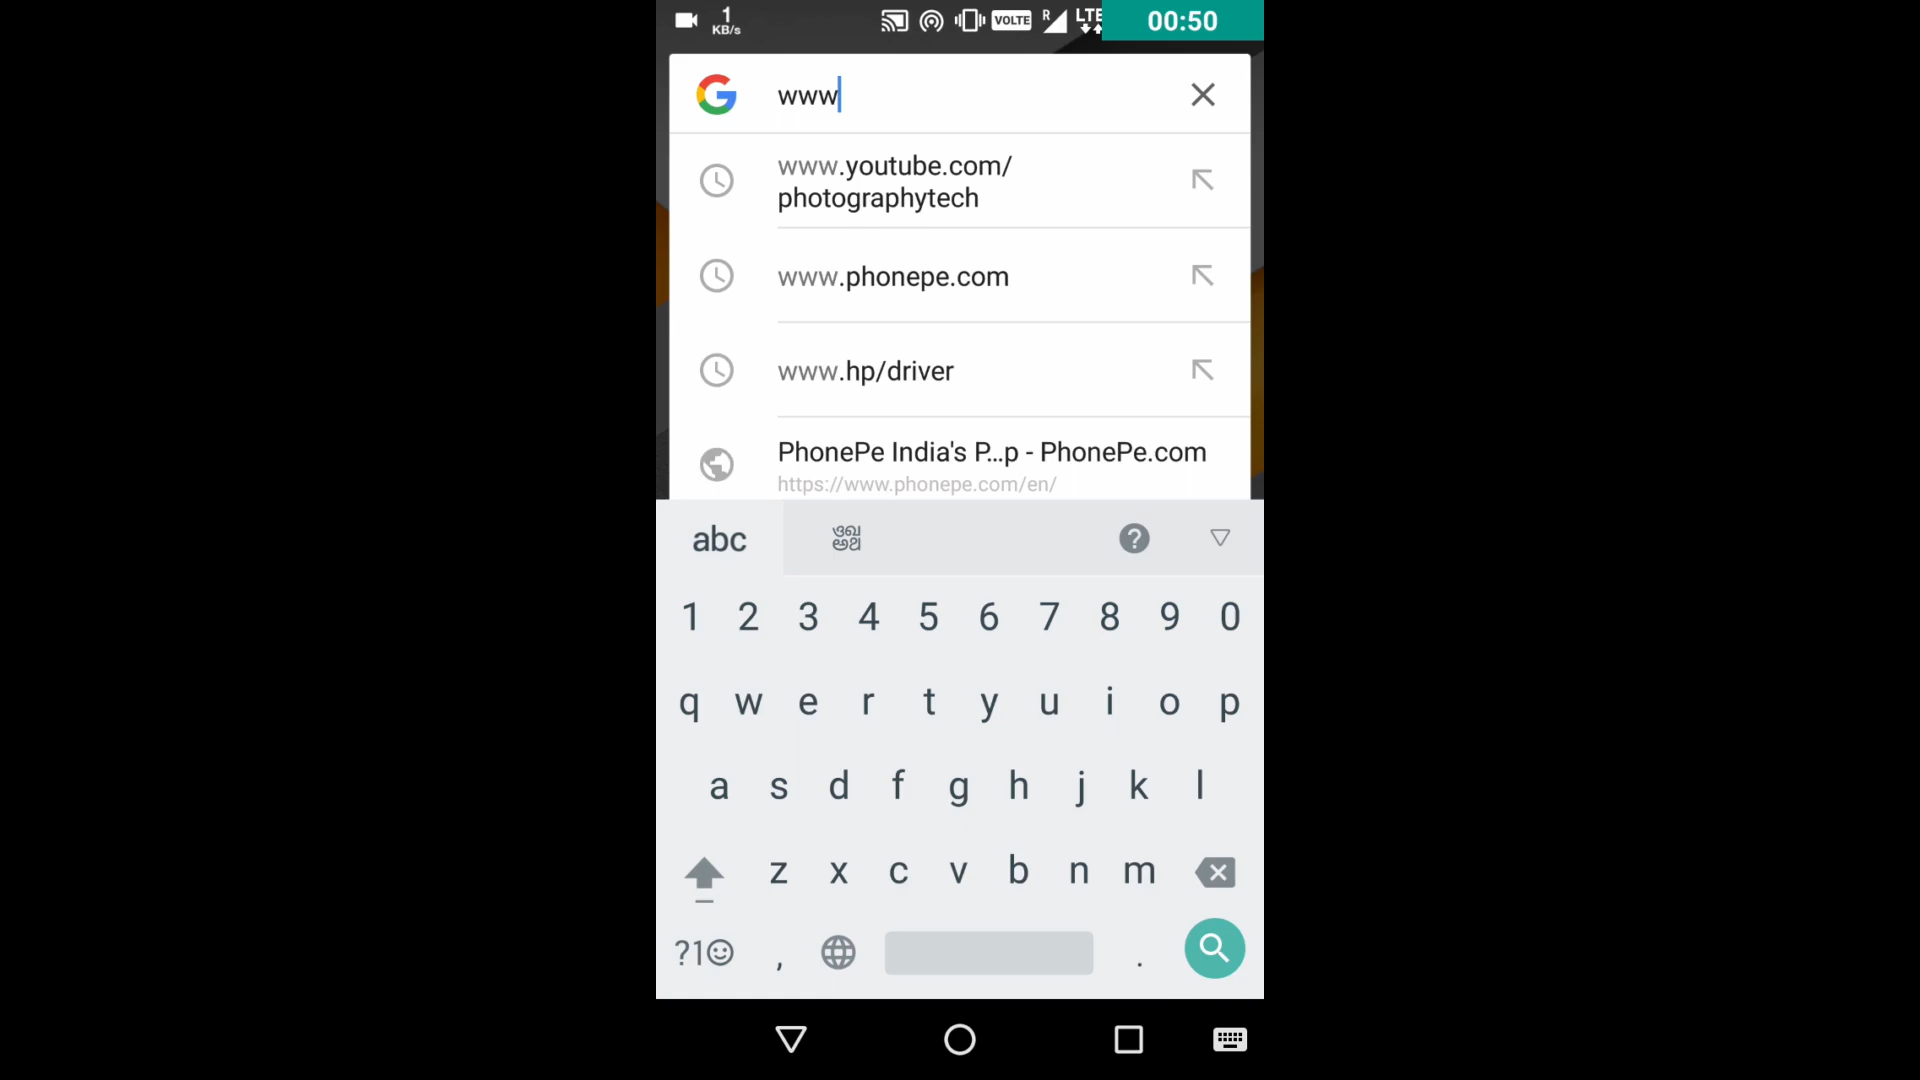 1
KB/s
VOLTE
R
LTE
00:50
www
www.youtube.com/
photographytech
www.phonepe.com
www.hp/driver
PhonePe India's P...p - PhonePe.com
https://www.phonepe.com/en/
abc
1 2 3 4 5 6 7 8 9 0
q w e r t y u i o p
a s d f g h j k l
z x c v b n m
?1☺ , .